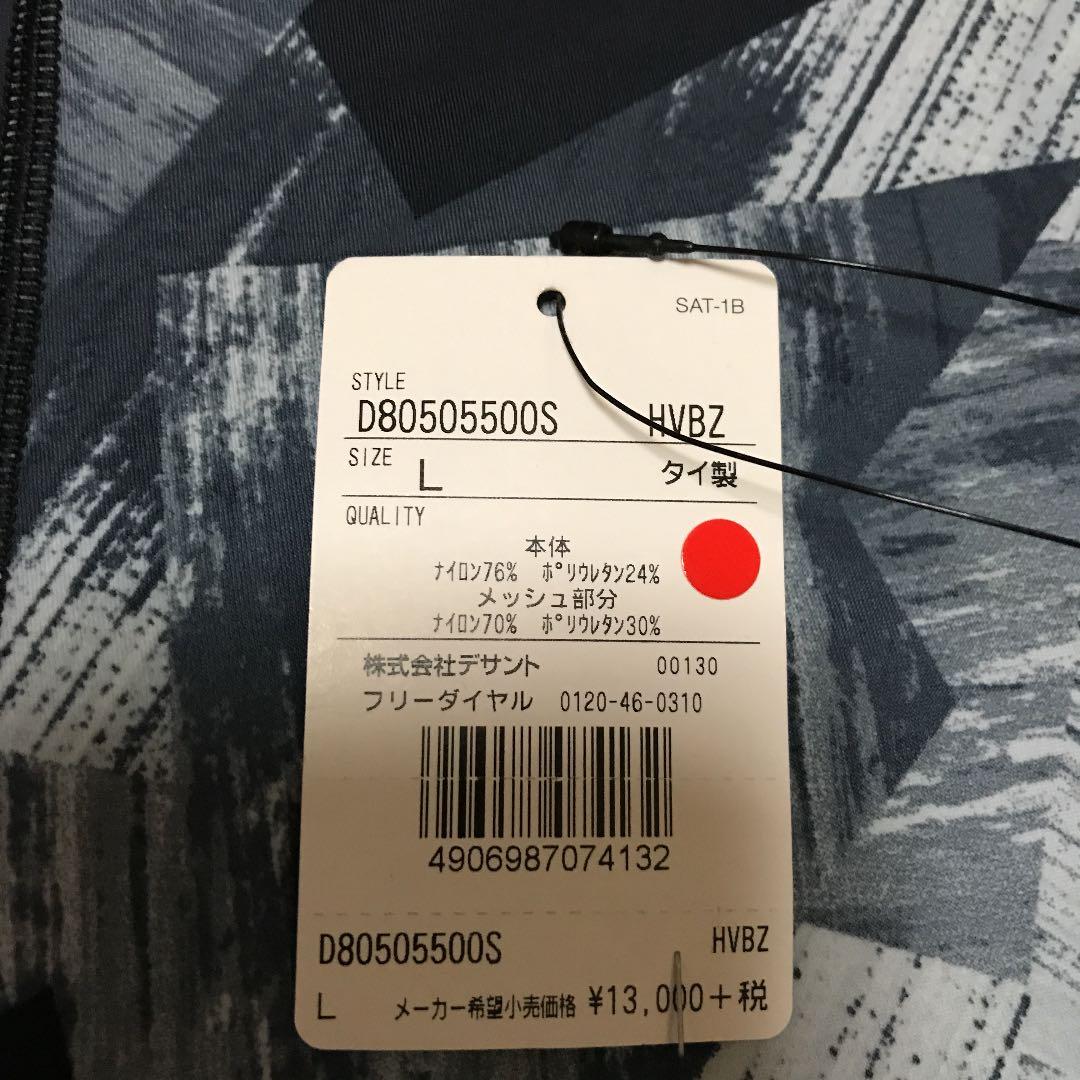 SAT-1B
STYLE
D80505500S HVBZ
SIZE L タイ製
QUALITY
本体
ナイロン76% ポリウレタン24%
メッシュ部分
ナイロン70% ポリウレタン30%
株式会社デサント 00130
フリーダイヤル 0120-46-0310
4906987074132
D80505500S HVBZ
L メーカー希望小売価格 ¥13,000+税